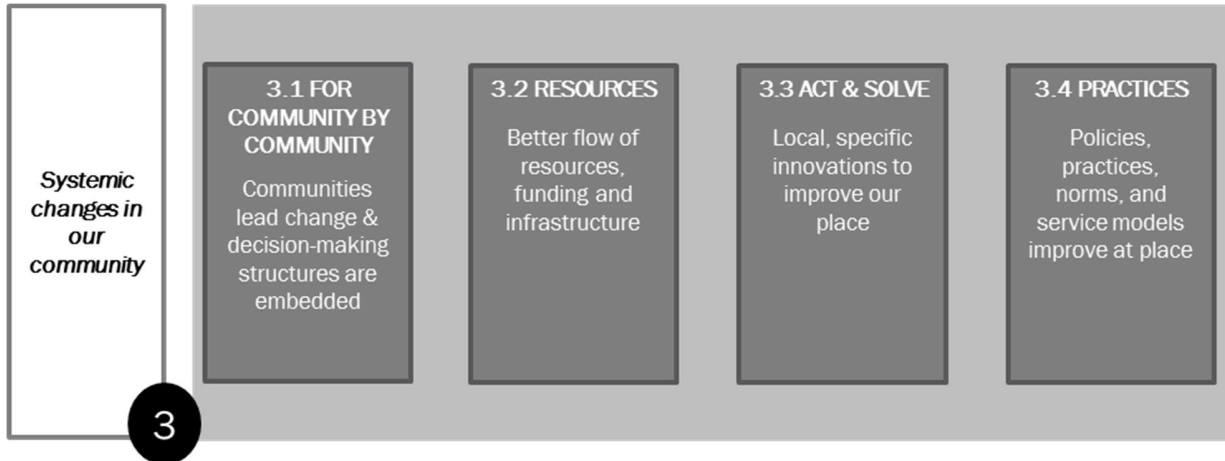 Systemic
changes in
our
community
3
3.1 FOR
COMMUNITY BY
COMMUNITY
Communities
lead change &
decision-making
structures are
embedded
3.2 RESOURCES
Better flow of
resources,
funding and
infrastructure
3.3 ACT & SOLVE
Local, specific
innovations to
improve our
place
3.4 PRACTICES
Policies,
practices,
norms, and
service models
improve at place